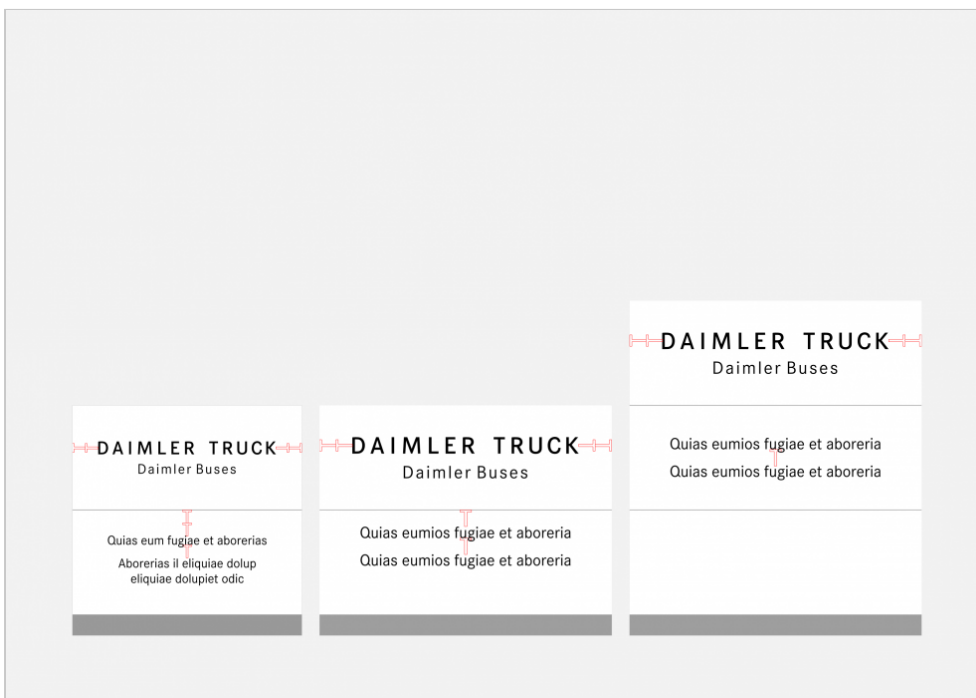 DAIMLER TRUCK
Daimler Buses
Quias eum fugiae et aborerias
Aborerias il eliquiae dolup
eliquiae dolupiet odic
DAIMLER TRUCK
Daimler Buses
Quias eumios fugiae et aboreria
Quias eumios fugiae et aboreria
DAIMLER TRUCK
Daimler Buses
Quias eumios fugiae et aboreria
Quias eumios fugiae et aboreria